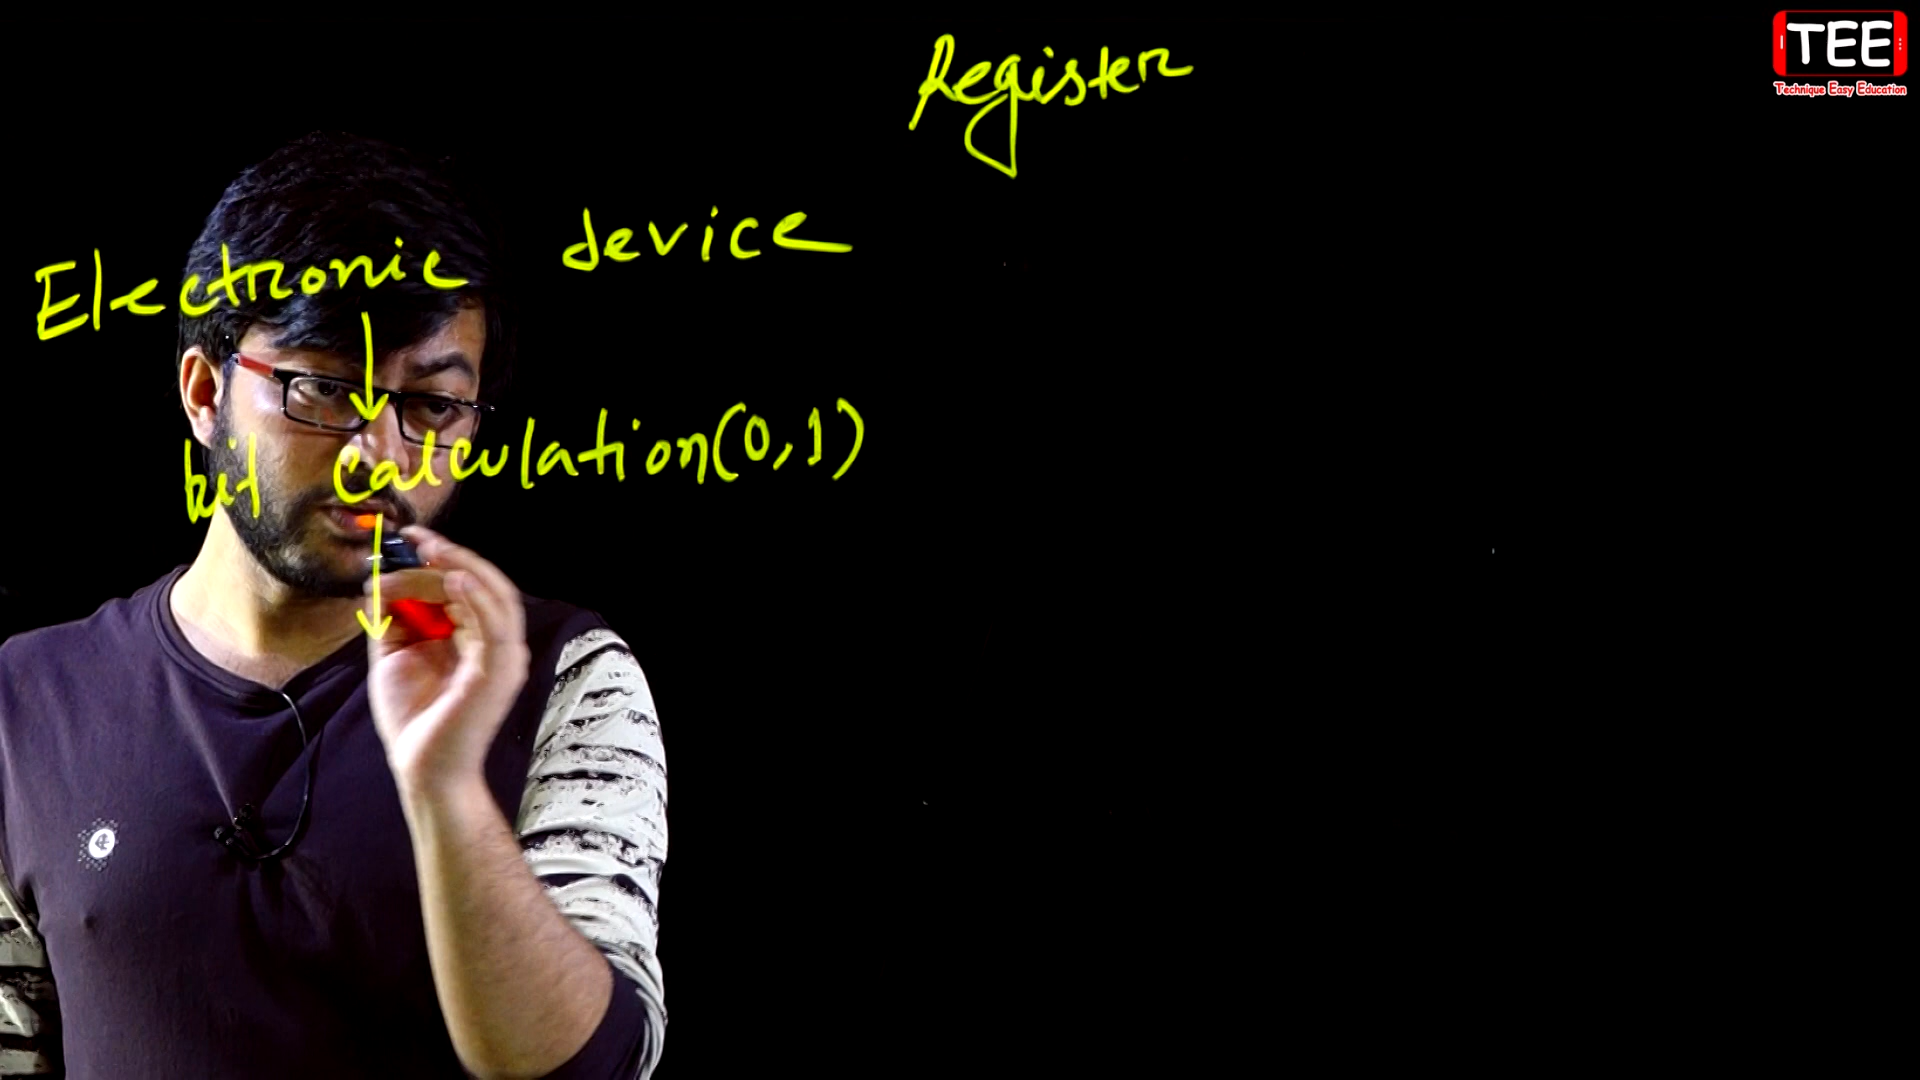 Register
TEE
Technique Easy Education
Electronic device
bit calculation(0,1)